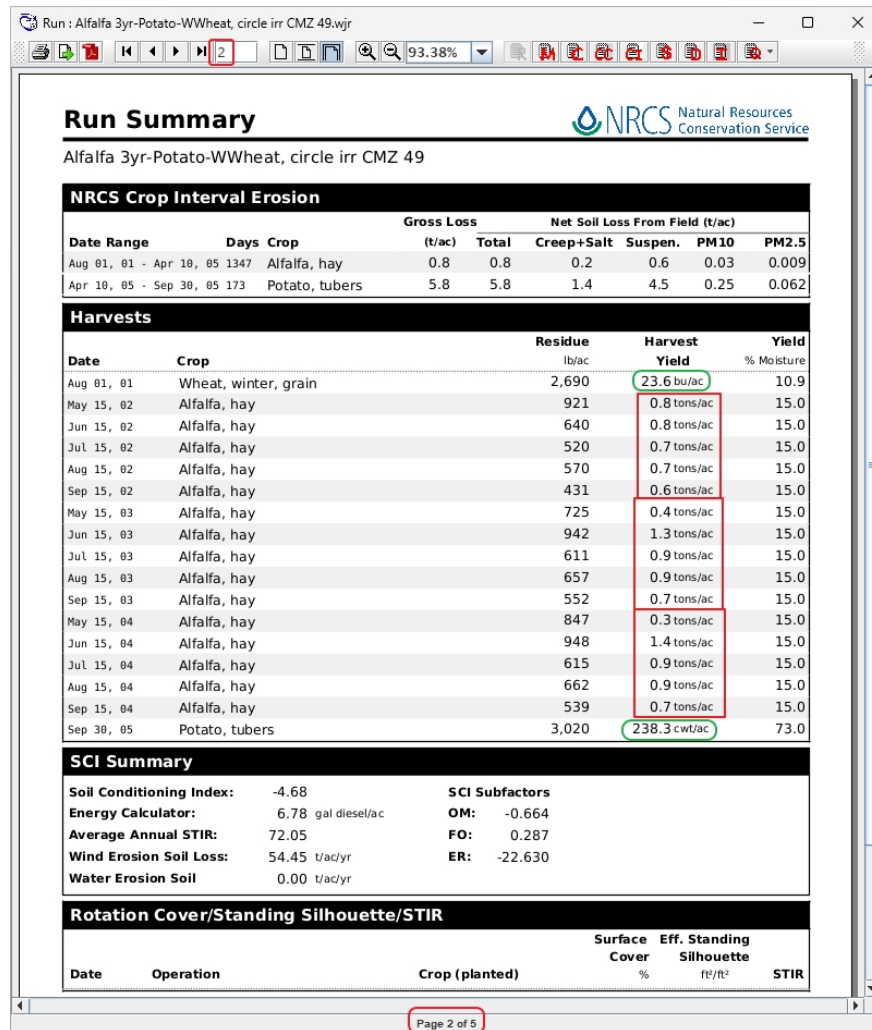 Run : Alfalfa 3yr-Potato-WWheat, circle irr CMZ 49.wjr
2 93.38%
Run Summary
NRCS Natural Resources Conservation Service
Alfalfa 3yr-Potato-WWheat, circle irr CMZ 49
NRCS Crop Interval Erosion
Gross Loss Net Soil Loss From Field (t/ac)
Date Range Days Crop (t/ac) Total Creep+Salt Suspen. PM10 PM2.5
Aug 01, 01 - Apr 10, 05 1347 Alfalfa, hay 0.8 0.8 0.2 0.6 0.03 0.009
Apr 10, 05 - Sep 30, 05 173 Potato, tubers 5.8 5.8 1.4 4.5 0.25 0.062
Harvests
Residue Harvest Yield
Date Crop lb/ac Yield % Moisture
Aug 01, 01 Wheat, winter, grain 2,690 23.6 bu/ac 10.9
May 15, 02 Alfalfa, hay 921 0.8 tons/ac 15.0
Jun 15, 02 Alfalfa, hay 640 0.8 tons/ac 15.0
Jul 15, 02 Alfalfa, hay 520 0.7 tons/ac 15.0
Aug 15, 02 Alfalfa, hay 570 0.7 tons/ac 15.0
Sep 15, 02 Alfalfa, hay 431 0.6 tons/ac 15.0
May 15, 03 Alfalfa, hay 725 0.4 tons/ac 15.0
Jun 15, 03 Alfalfa, hay 942 1.3 tons/ac 15.0
Jul 15, 03 Alfalfa, hay 611 0.9 tons/ac 15.0
Aug 15, 03 Alfalfa, hay 657 0.9 tons/ac 15.0
Sep 15, 03 Alfalfa, hay 552 0.7 tons/ac 15.0
May 15, 04 Alfalfa, hay 847 0.3 tons/ac 15.0
Jun 15, 04 Alfalfa, hay 948 1.4 tons/ac 15.0
Jul 15, 04 Alfalfa, hay 615 0.9 tons/ac 15.0
Aug 15, 04 Alfalfa, hay 662 0.9 tons/ac 15.0
Sep 15, 04 Alfalfa, hay 539 0.7 tons/ac 15.0
Sep 30, 05 Potato, tubers 3,020 238.3 cwt/ac 73.0
SCI Summary
Soil Conditioning Index: -4.68 SCI Subfactors
Energy Calculator: 6.78 gal diesel/ac OM: -0.664
Average Annual STIR: 72.05 FO: 0.287
Wind Erosion Soil Loss: 54.45 t/ac/yr ER: -22.630
Water Erosion Soil 0.00 t/ac/yr
Rotation Cover/Standing Silhouette/STIR
Surface Eff. Standing
Cover Silhouette
Date Operation Crop (planted) % ft²/ft² STIR
Page 2 of 5